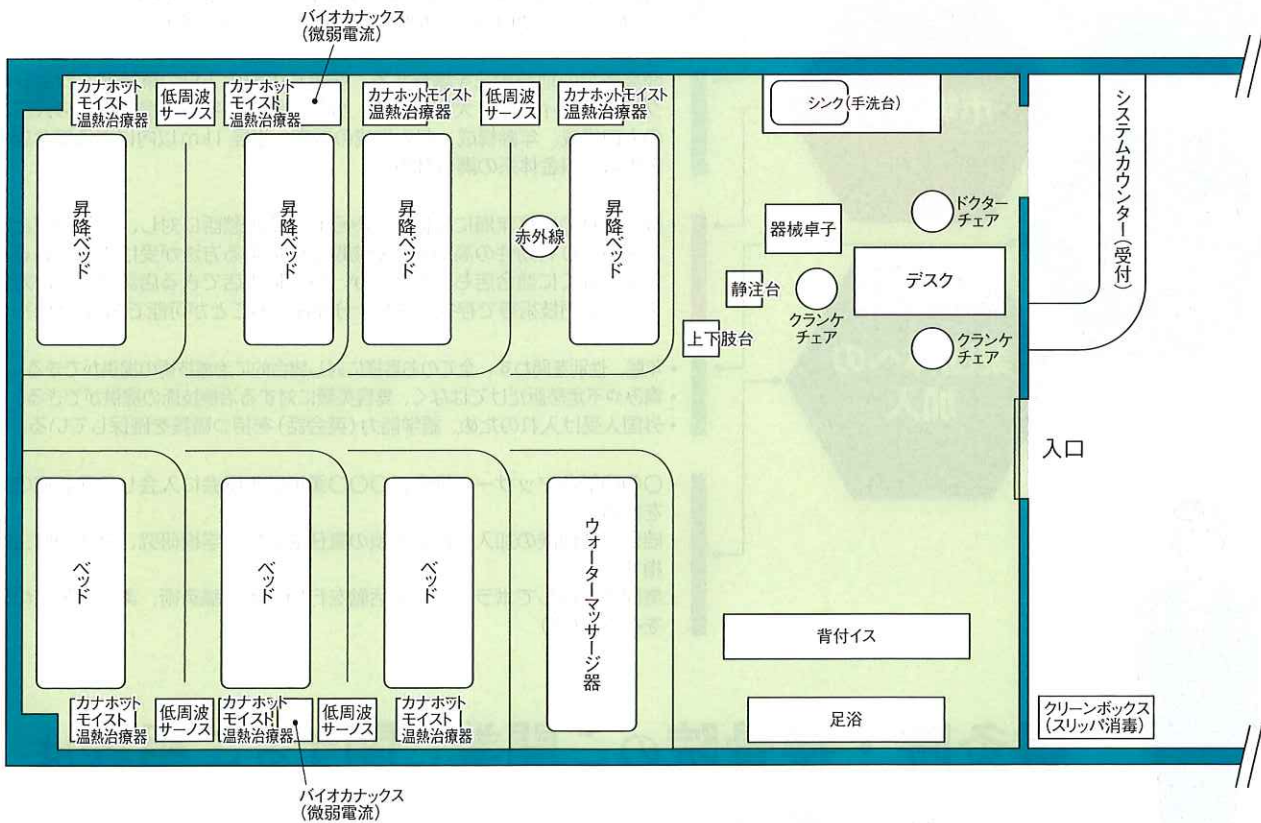 バイオカナックス
(微弱電流)
カナホット
モイスト
温熱治療器
低周波
サーノス
カナホット
モイスト
温熱治療器
カナホットモイスト
温熱治療器
低周波
サーノス
カナホットモイスト
温熱治療器
シンク(手洗台)
システムカウンター(受付)
昇降ベッド
昇降ベッド
昇降ベッド
赤外線
昇降ベッド
器械卓子
ドクター
チェア
静注台
クランケ
チェア
デスク
上下肢台
クランケ
チェア
入口
ベッド
ベッド
ベッド
ウォーターマッサージ器
背付イス
カナホット
モイスト
温熱治療器
低周波
サーノス
カナホット
モイスト
温熱治療器
低周波
サーノス
カナホット
モイスト
温熱治療器
足浴
クリーンボックス
(スリッパ消毒)
バイオカナックス
(微弱電流)